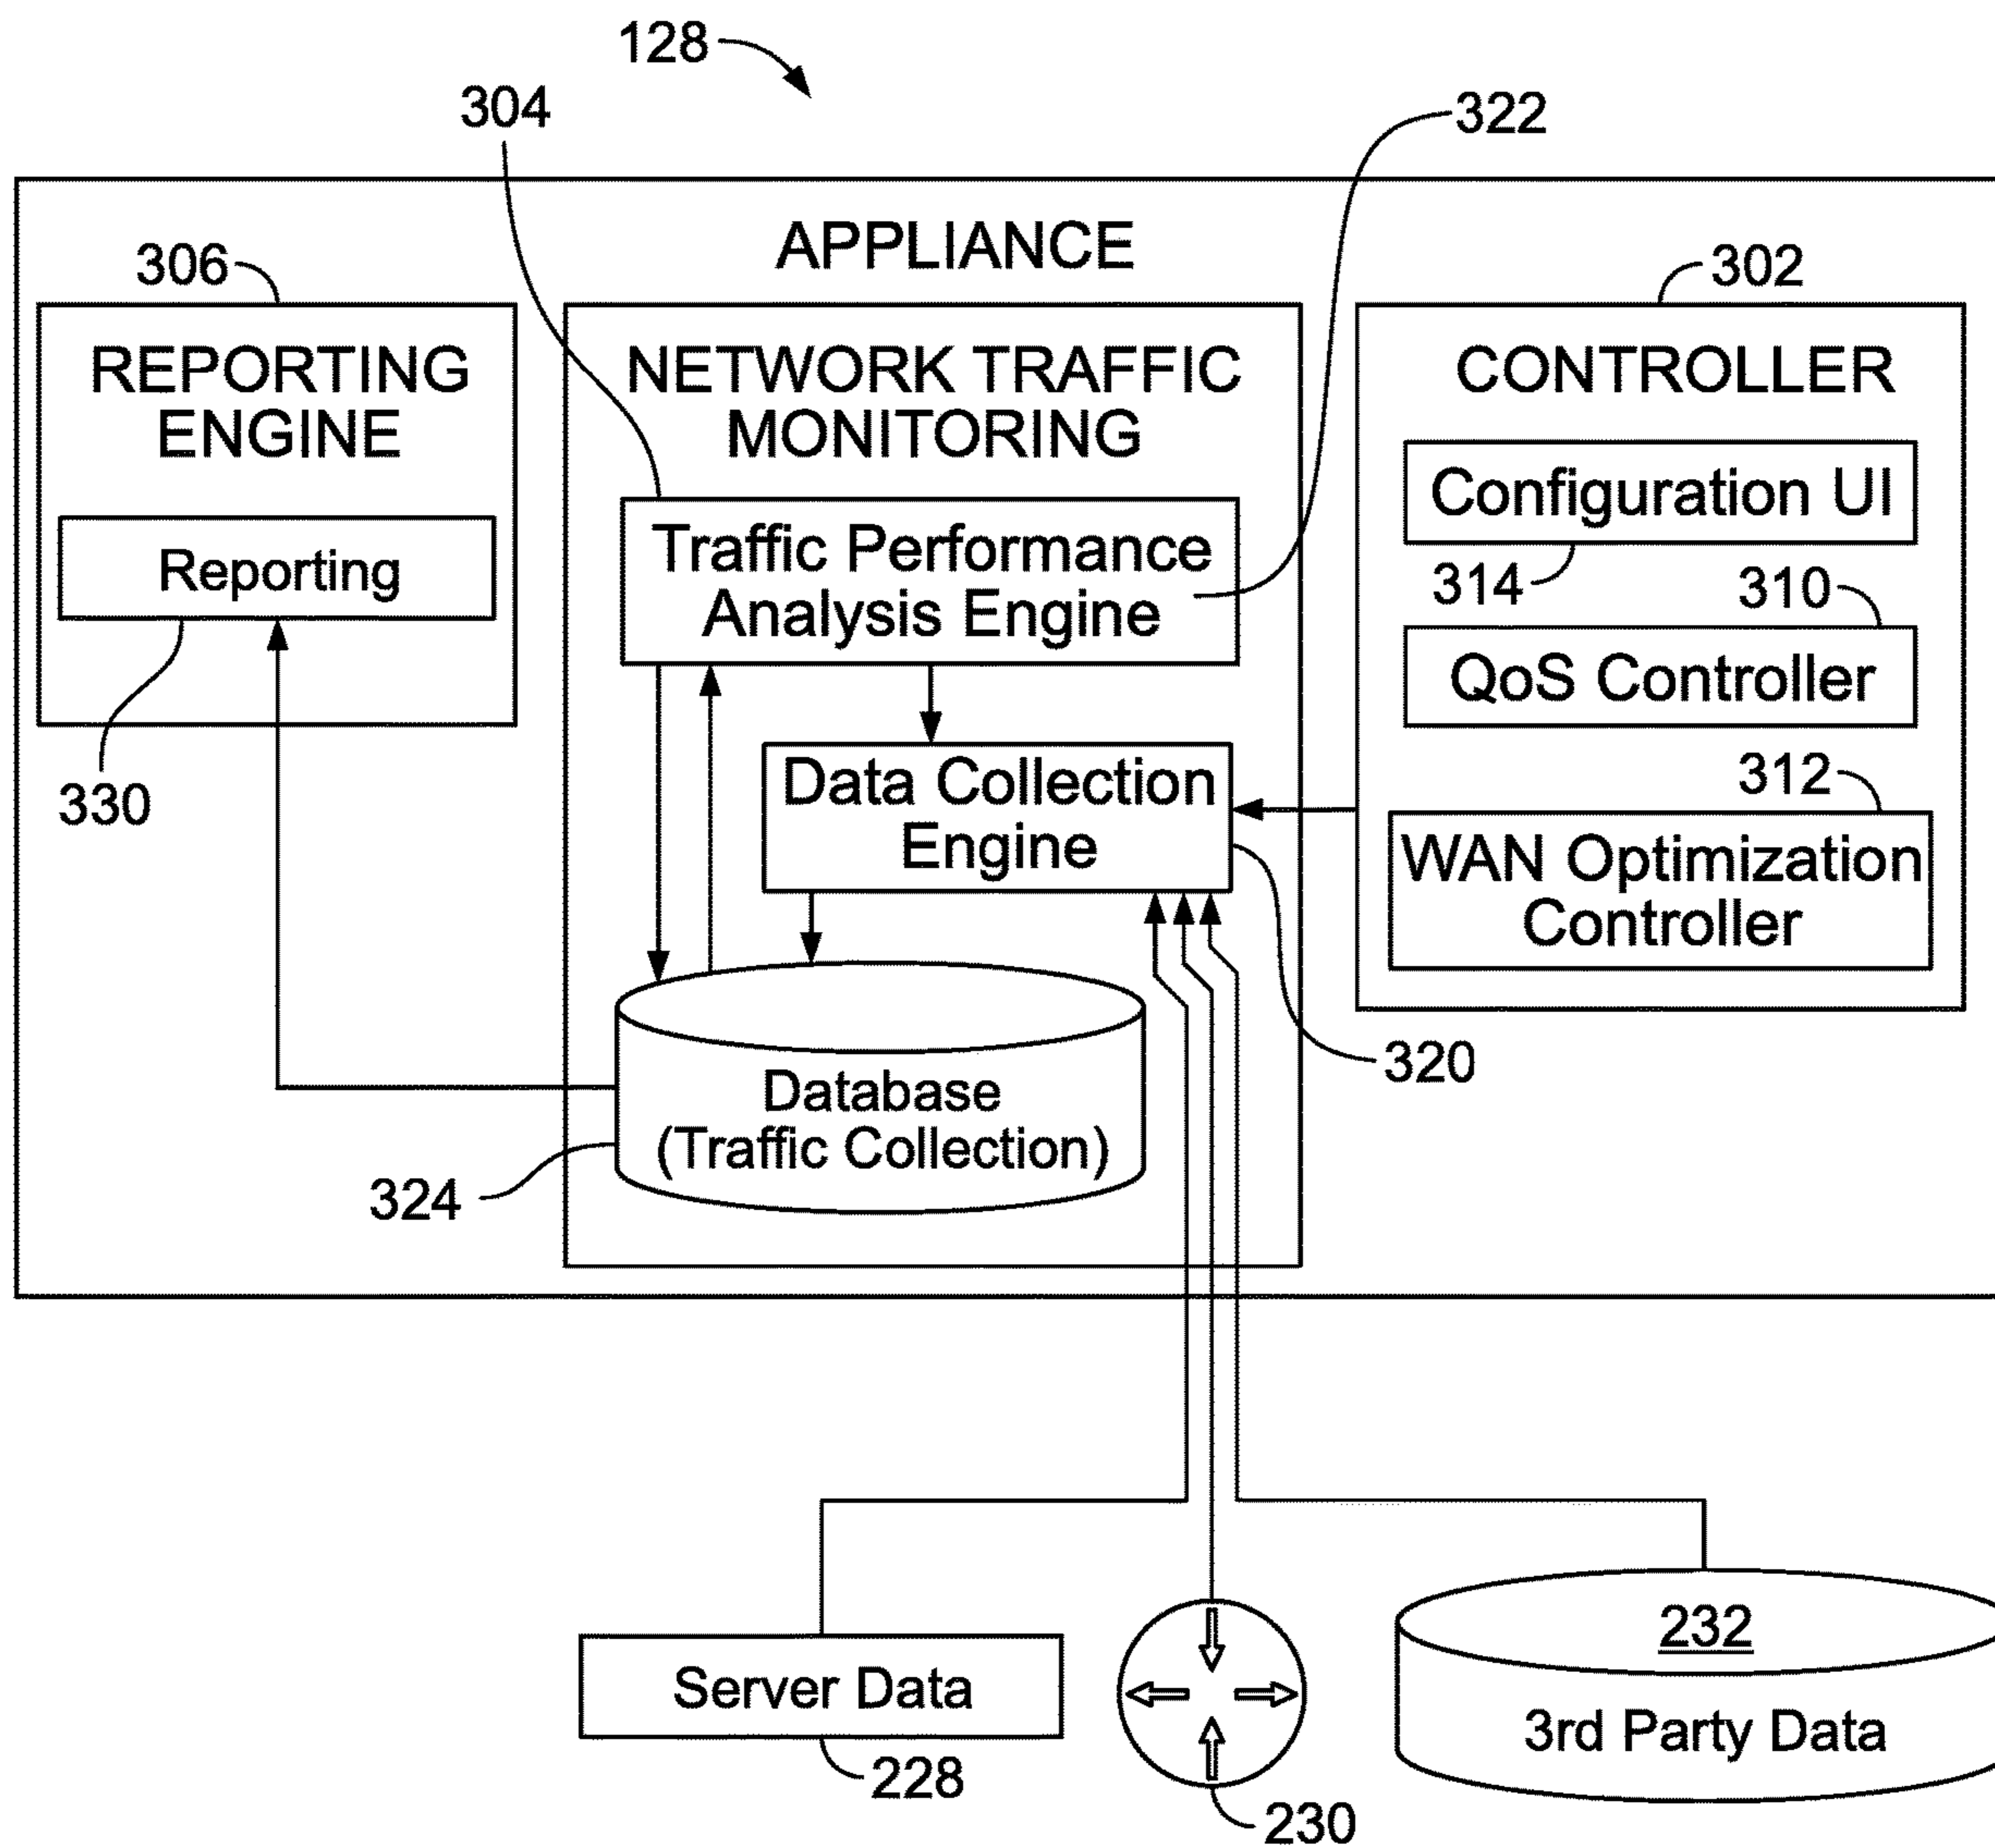 128
304
322
APPLIANCE
306
302
REPORTING
ENGINE
NETWORK TRAFFIC
MONITORING
CONTROLLER
Configuration UI
314
310
Reporting
Traffic Performance
Analysis Engine
QoS Controller
330
Data Collection
Engine
312
WAN Optimization
Controller
320
Database
(Traffic Collection)
324
Server Data
228
230
232
3rd Party Data